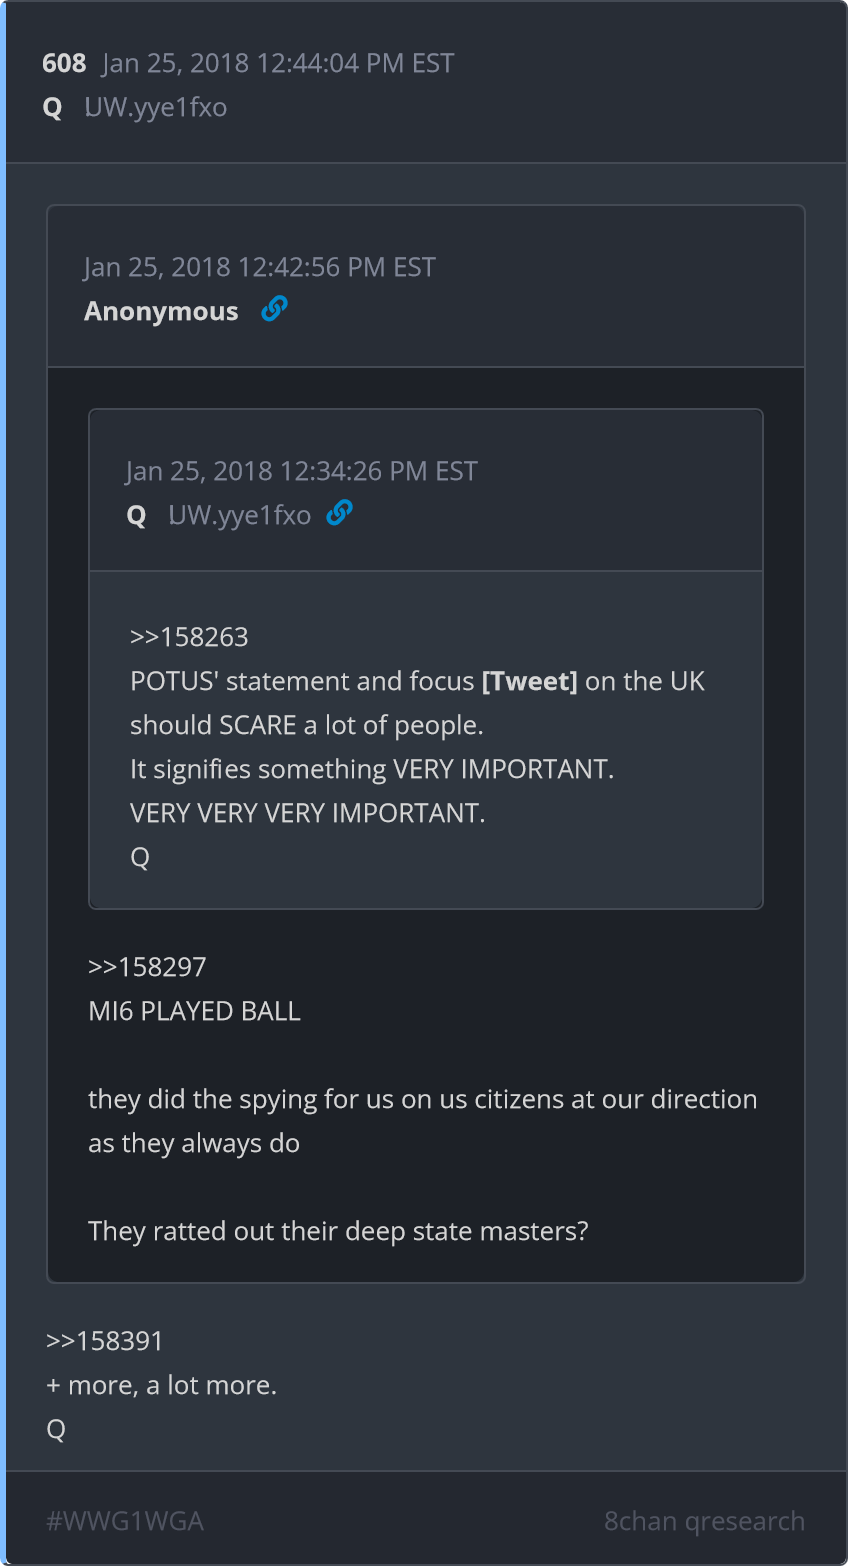 608 Jan 25, 2018 12:44:04 PM EST
Q UW.yye1fxo
Jan 25, 2018 12:42:56 PM EST
Anonymous
Jan 25, 2018 12:34:26 PM EST
Q UW.yye1fxo
>>158263
POTUS' statement and focus [Tweet] on the UK
should SCARE a lot of people.
It signifies something VERY IMPORTANT.
VERY VERY VERY IMPORTANT.
Q
>>158297
MI6 PLAYED BALL
they did the spying for us on us citizens at our direction
as they always do
They ratted out their deep state masters?
>>158391
+ more, a lot more.
Q
#WWG1WGA 8chan qresearch